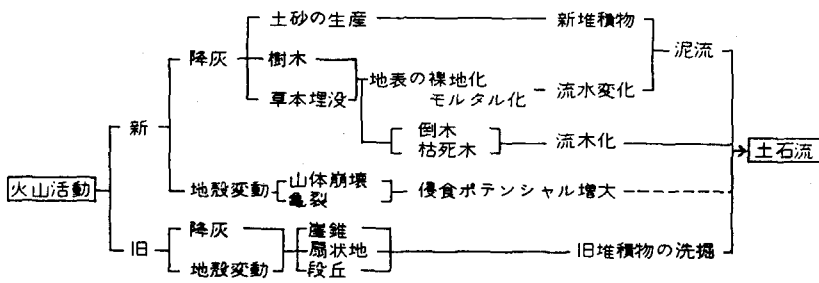 土砂の生産 新堆積物
降灰 樹木 泥流
地表の裸地化
モルタル化 流水変化
草本埋没
新
倒木
枯死木 流木化
土石流
火山活動
地殻変動 山体崩壊
亀裂 侵食ポテンシャル増大
旧
降灰 崖錐
扇状地 旧堆積物の洗掘
地殻変動 段丘